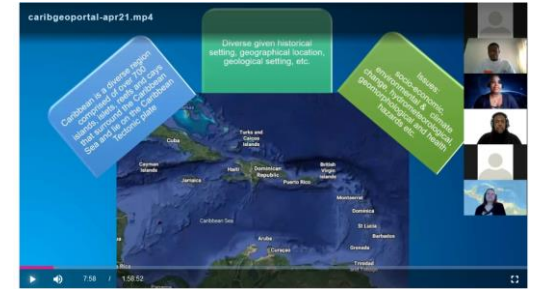 caribgeoportal-apr21.mp4
Caribbean is a diverse region
comprised of over 700
islands, islets, reefs and cays
that surround the Caribbean
Sea and lie on the Caribbean
Tectonic plate
Diverse given historical
setting, geographical location,
geological setting, etc.
Issues:
socio-economic,
environmental & climate
change, hydrometeorological,
geomorphological and health
hazards etc.
Cuba
Turks and
Caicos
Islands
Cayman
Islands
Haiti
Dominican
Republic
British
Virgin
Islands
Jamaica
Puerto Rico
Montserrat
Dominica
Caribbean Sea
St Lucia
Barbados
Aruba
Curacao
Grenada
Trinidad
and Tobago
Rica
Panama
7:58 / 1:56:52